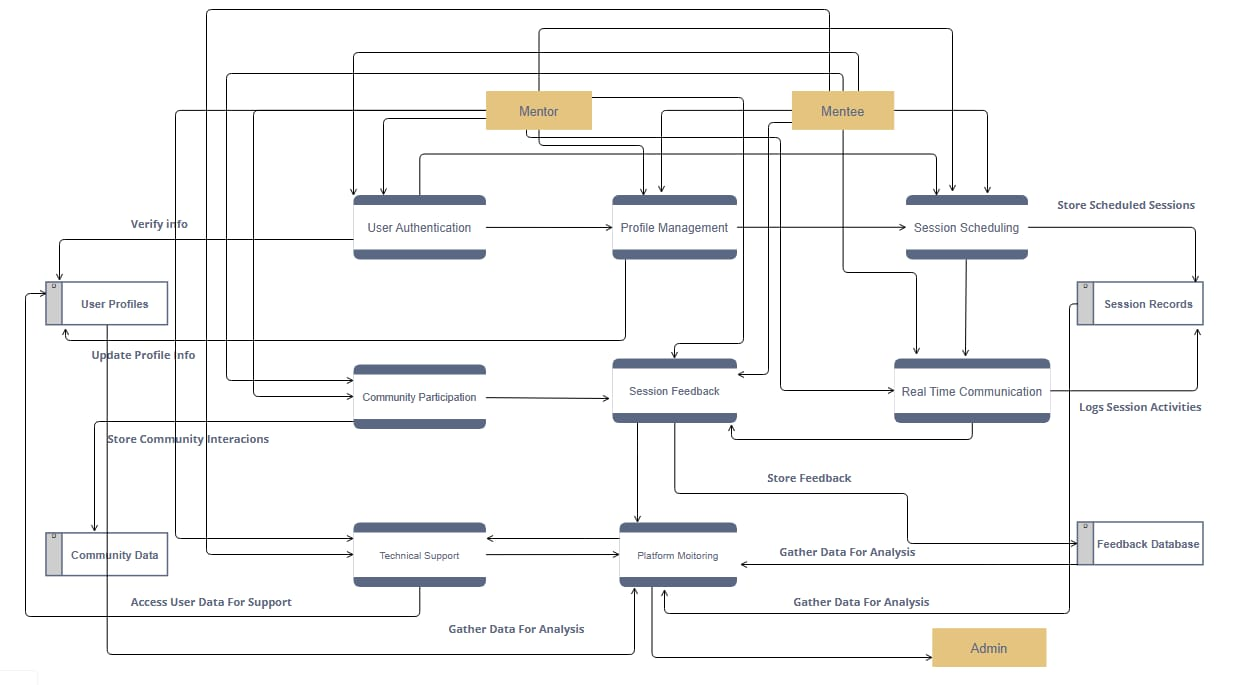 Mentor
Mentee
User Authentication
Profile Management
Session Scheduling
Store Scheduled Sessions
Verify info
D
User Profiles
D
Session Records
Update Profile Info
Community Participation
Session Feedback
Real Time Communication
Logs Session Activities
Store Community Interacions
Store Feedback
D
Community Data
Technical Support
Platform Moitoring
Gather Data For Analysis
D
Feedback Database
Access User Data For Support
Gather Data For Analysis
Gather Data For Analysis
Admin